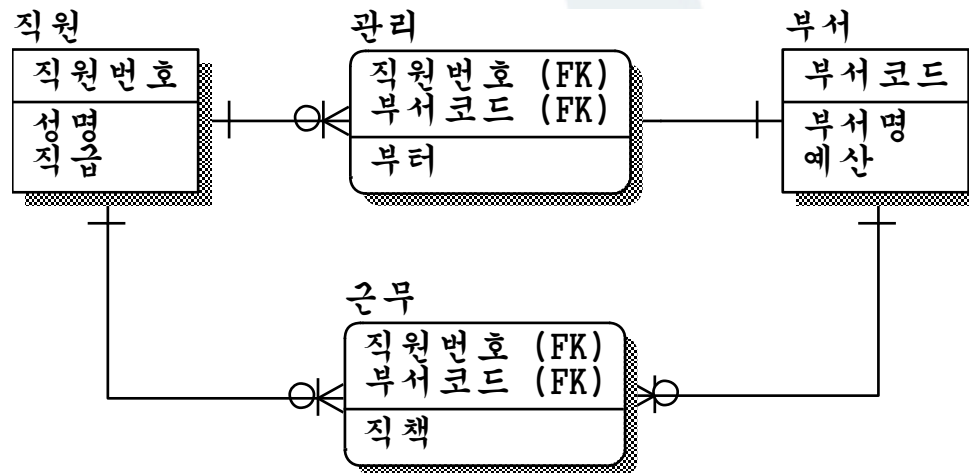 직원
직원번호
성명
직급
관리
직원번호 (FK)
부서코드 (FK)
부터
부서
부서코드
부서명
예산
근무
직원번호 (FK)
부서코드 (FK)
직책